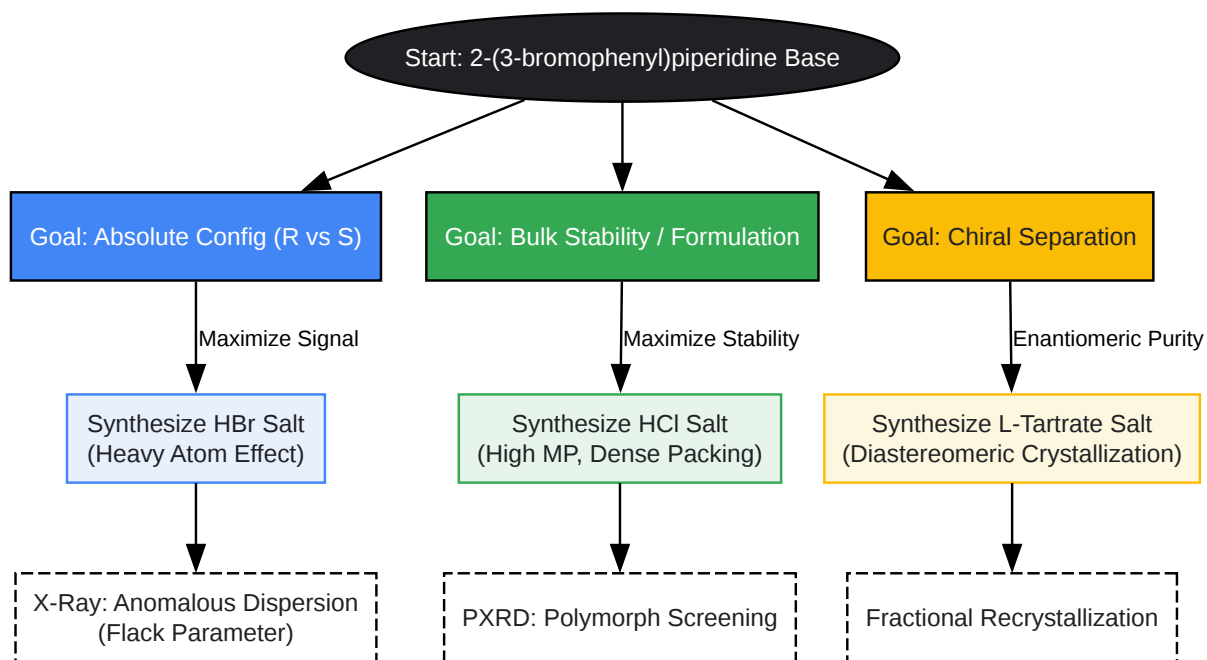 Start: 2-(3-bromophenyl)piperidine Base
Goal: Absolute Config (R vs S)
Goal: Bulk Stability / Formulation
Goal: Chiral Separation
Maximize Signal
Maximize Stability
Enantiomeric Purity
Synthesize HBr Salt
(Heavy Atom Effect)
Synthesize HCl Salt
(High MP, Dense Packing)
Synthesize L-Tartrate Salt
(Diastereomeric Crystallization)
X-Ray: Anomalous Dispersion
(Flack Parameter)
PXRD: Polymorph Screening
Fractional Recrystallization